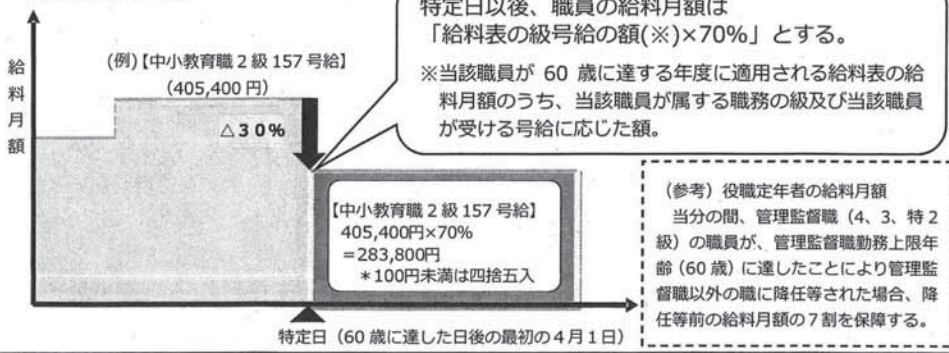 特定日以後、職員の給料月額は
「給料表の級号給の額(※)×70%」とする。
※当該職員が 60 歳に達する年度に適用される給料表の給
料月額のうち、当該職員が属する職務の級及び当該職員
が受ける号給に応じた額。
給料月額
(例)【中小教育職2級 157 号給】
(405,400 円)
△30%
【中小教育職2級 157 号給】
405,400円×70%
=283,800円
*100円未満は四捨五入
(参考)役職定年者の給料月額
当分の間、管理監督職(4、3、特2
級)の職員が、管理監督職勤務上限年
齢(60 歳)に達したことにより管理監
督職以外の職に降任等された場合、降
任等前の給料月額の7割を保障する。
特定日(60 歳に達した日後の最初の4月1日)